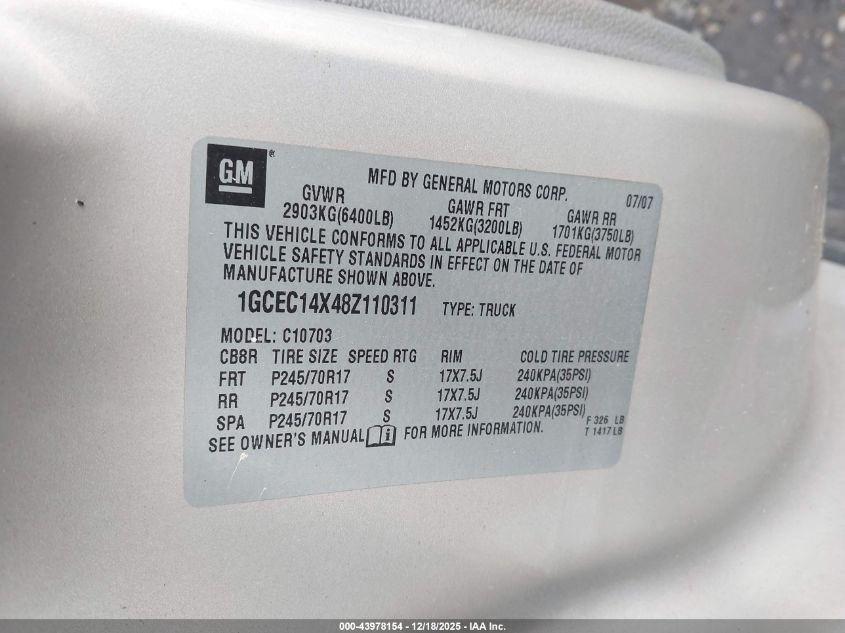 GM®
MFD BY GENERAL MOTORS CORP. 07/07
GVWR GAWR FRT GAWR RR
2903KG(6400LB) 1452KG(3200LB) 1701KG(3750LB)
THIS VEHICLE CONFORMS TO ALL APPLICABLE U.S. FEDERAL MOTOR
VEHICLE SAFETY STANDARDS IN EFFECT ON THE DATE OF
MANUFACTURE SHOWN ABOVE.
1GCEC14X48Z110311 TYPE: TRUCK
MODEL: C10703
CB8R TIRE SIZE SPEED RTG RIM COLD TIRE PRESSURE
FRT P245/70R17 S 17X7.5J 240KPA(35PSI)
RR P245/70R17 S 17X7.5J 240KPA(35PSI)
SPA P245/70R17 S 17X7.5J 240KPA(35PSI)
SEE OWNER'S MANUAL FOR MORE INFORMATION.
F 326 LB
T 1417 LB
000-43978154 - 12/18/2025 - IAA Inc.